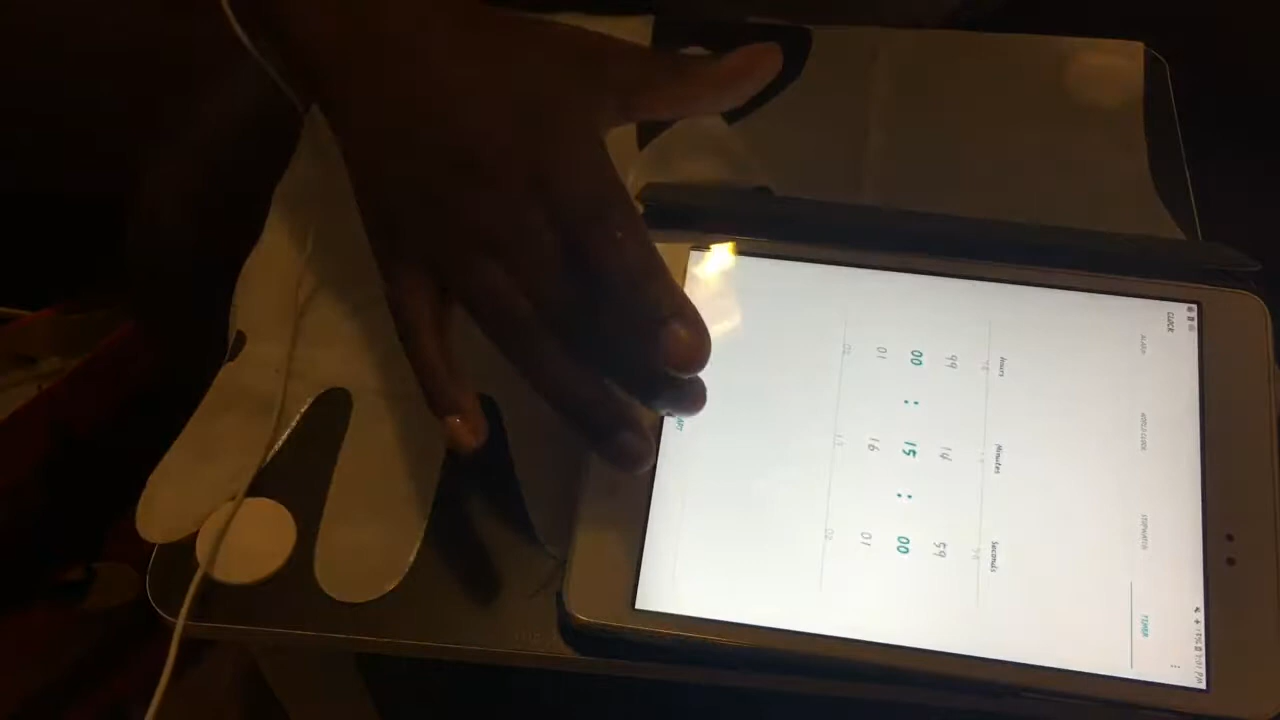 CLOCK
ALARM
WORLD CLOCK
STOPWATCH
TIMER
Hours Minutes Seconds
99 14 59
00 : 15 : 00
01 16 01